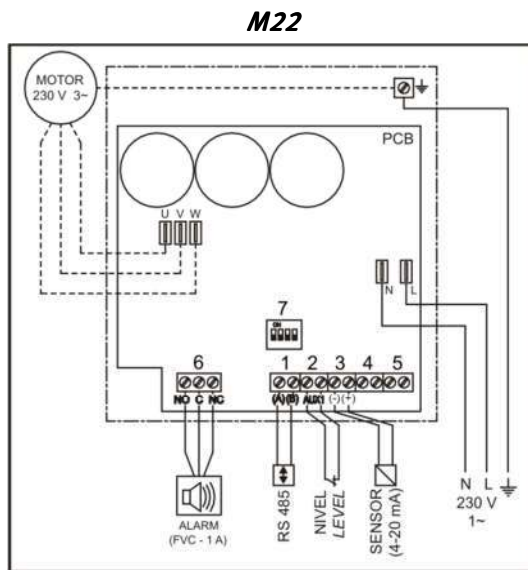 M22
MOTOR
230 V 3~
PCB
U V W
N
L
7
ON
6
1 2 3 4 5
NO C NC
(A) (B) AUX1 (-) (+)
ALARM
(FVC - 1 A)
RS 485
NIVEL
LEVEL
SENSOR
(4-20 mA)
N L
230 V
1~